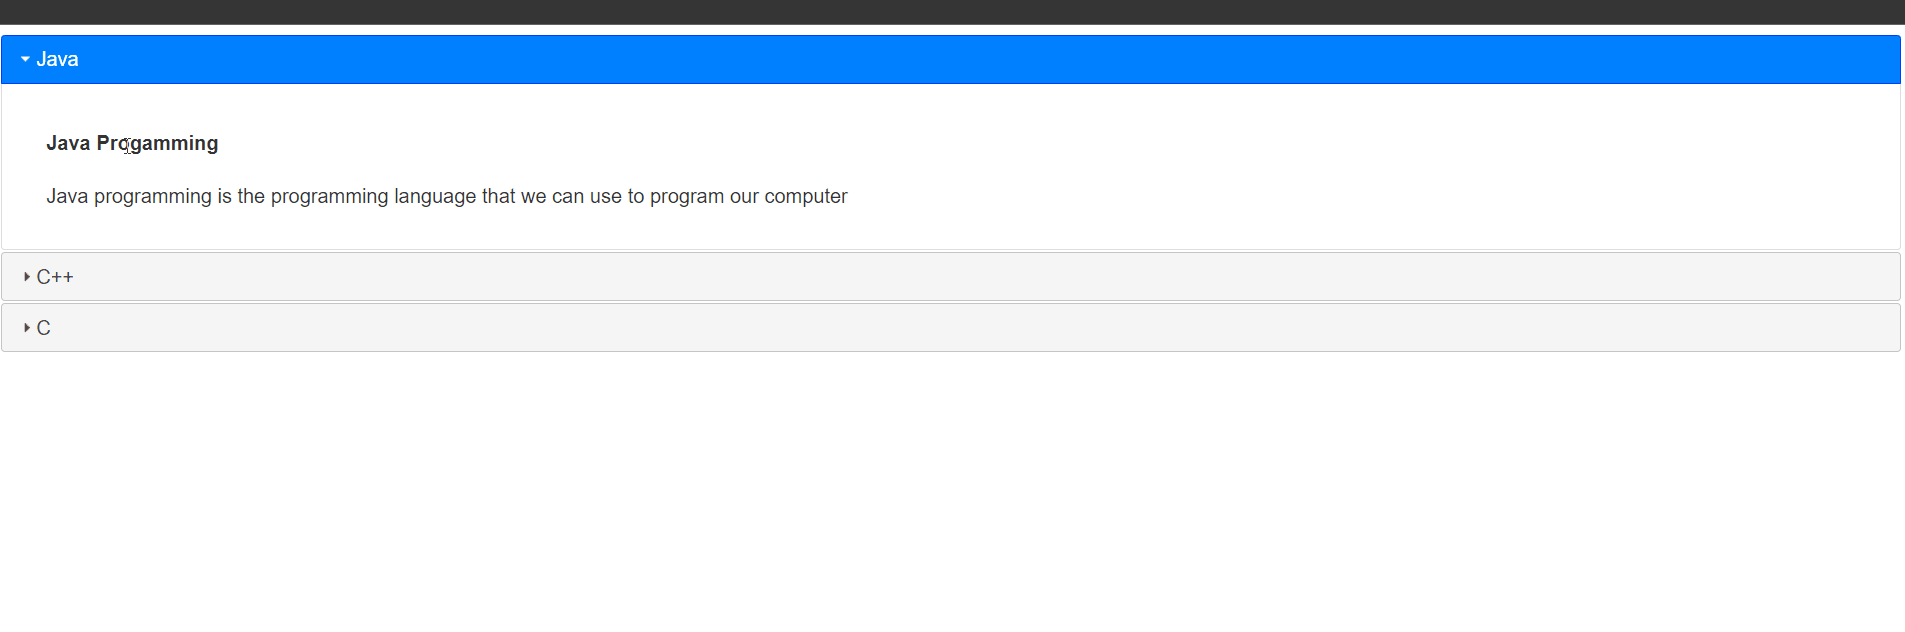 Java
Java Progamming
Java programming is the programming language that we can use to program our computer
C++
C